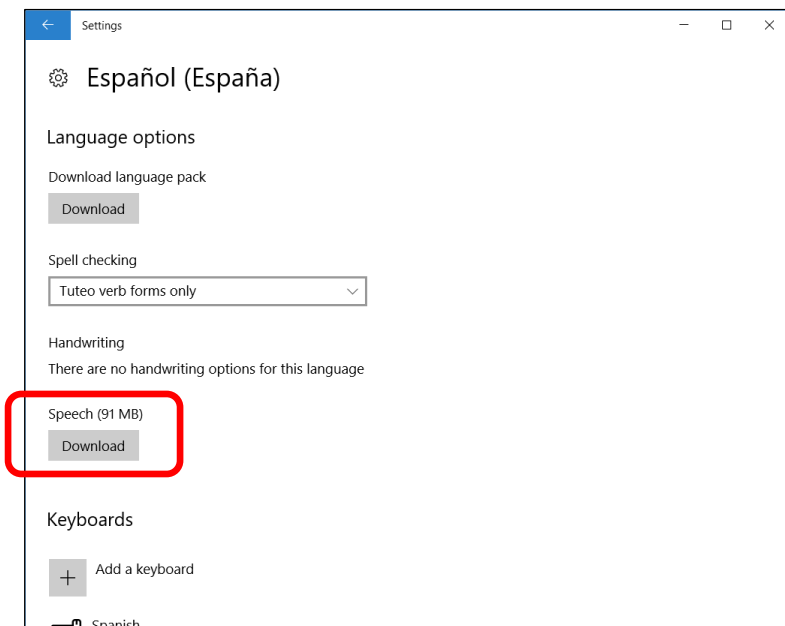 Settings
Español (España)
Language options
Download language pack
Download
Spell checking
Tuteo verb forms only
Handwriting
There are no handwriting options for this language
Speech (91 MB)
Download
Keyboards
Add a keyboard
Spanish